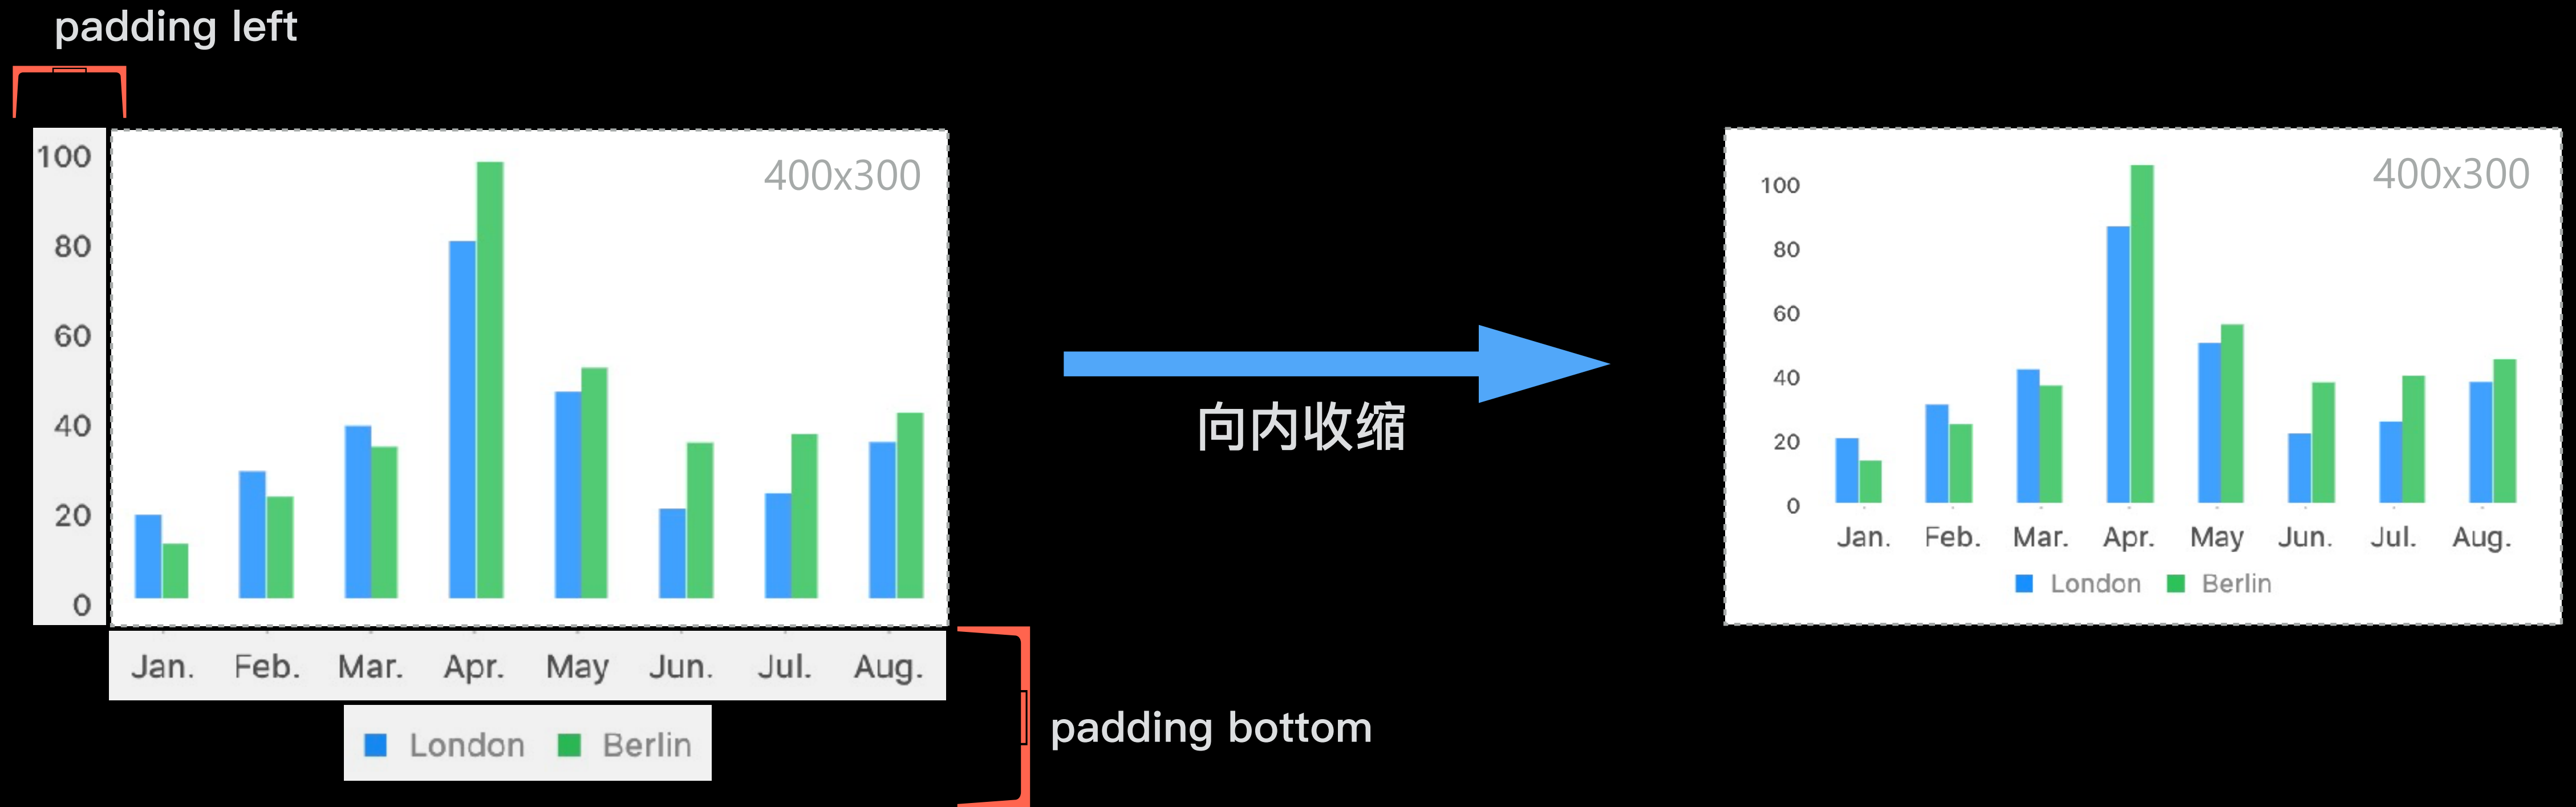 padding left
400x300
100
80
60
40
20
0
Jan. Feb. Mar. Apr. May Jun. Jul. Aug.
London Berlin
padding bottom
向内收缩
400x300
100
80
60
40
20
0
Jan. Feb. Mar. Apr. May Jun. Jul. Aug.
London Berlin